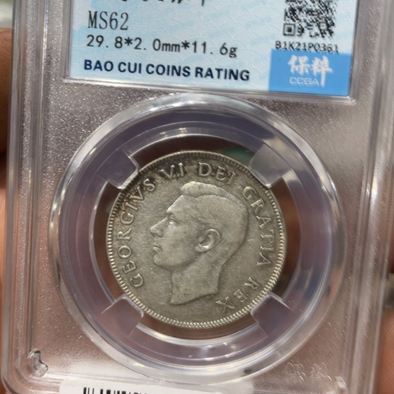 MS62
29.8*2.0mm*11.6g
BAO CUI COINS RATING
B1K21P0361
保粹
CCGA
GEORGIVS VI DEI GRATIA REX